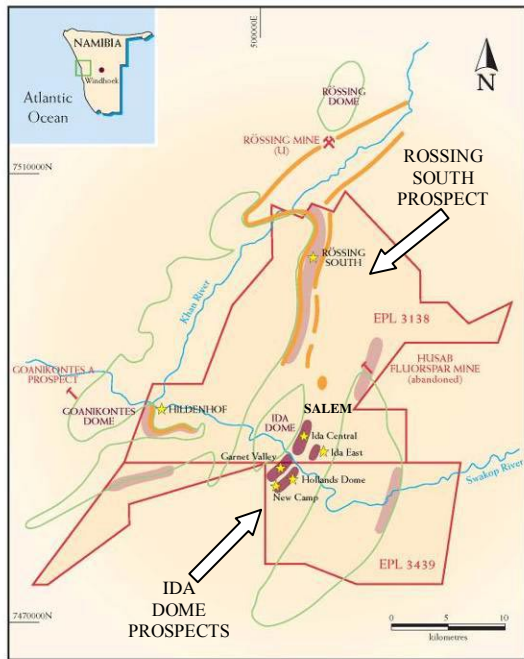 NAMIBIA
Windhoek
Atlantic
Ocean
500000E
N
RÖSSING
DOME
RÖSSING MINE
(U)
7510000N
ROSSING
SOUTH
PROSPECT
RÖSSING
SOUTH
Khan River
EPL 3138
GOANIKONTES A
PROSPECT
HUSAB
FLUORSPAR MINE
(abandoned)
GOANIKONTES
DOME
HILDENHOF
SALEM
IDA
DOME
Ida Central
Ida East
Garnet Valley
Hollands Dome
New Camp
Swakop River
EPL 3439
IDA
DOME
PROSPECTS
7470000N
0 5 10
kilometres